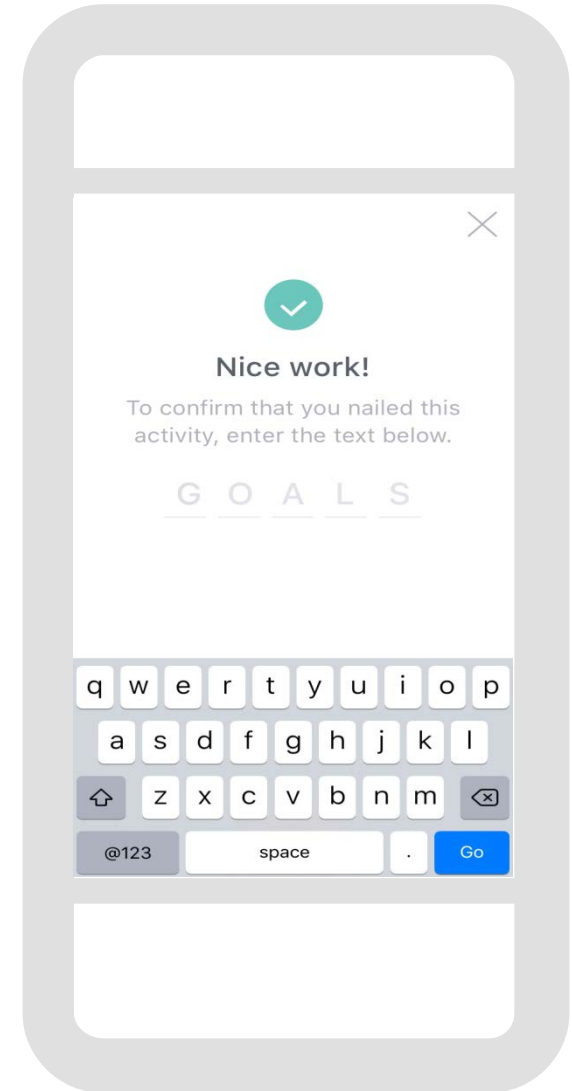 Nice work!
To confirm that you nailed this
activity, enter the text below.
G O A L S
q w e r t y u i o p
a s d f g h j k l
z x c v b n m
@123 space . Go